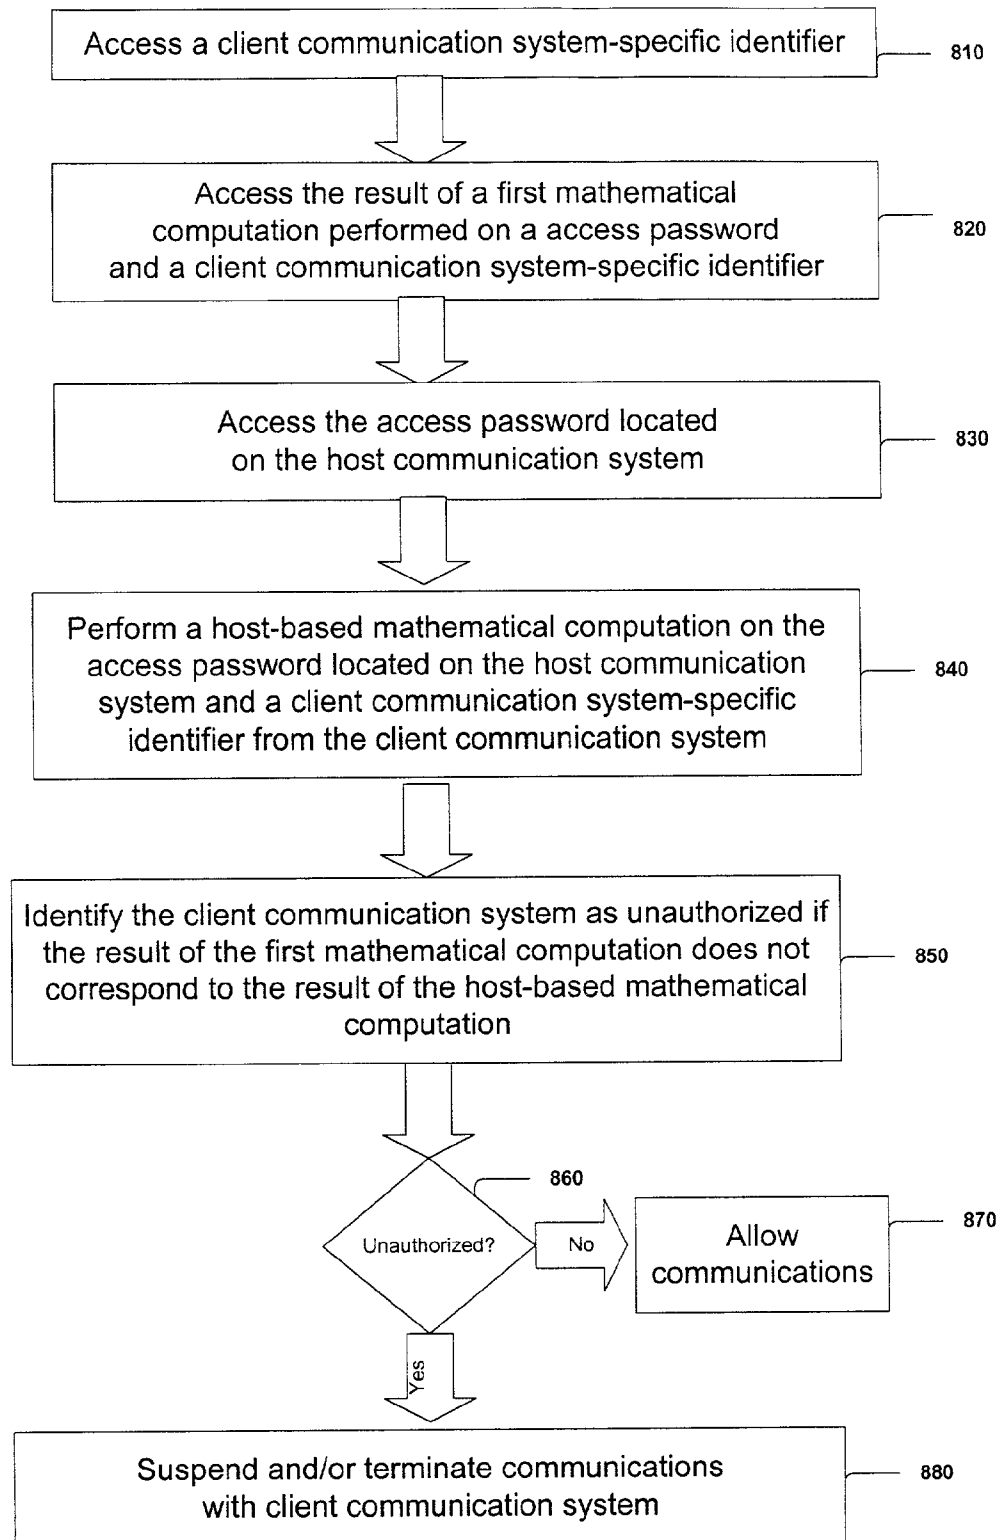 Access a client communication system-specific identifier
810
Access the result of a first mathematical
computation performed on a access password
and a client communication system-specific identifier
820
Access the access password located
on the host communication system
830
Perform a host-based mathematical computation on the
access password located on the host communication
system and a client communication system-specific
identifier from the client communication system
840
Identify the client communication system as unauthorized if
the result of the first mathematical computation does not
correspond to the result of the host-based mathematical
computation
850
860
Unauthorized?
No
Allow
communications
870
Yes
Suspend and/or terminate communications
with client communication system
880